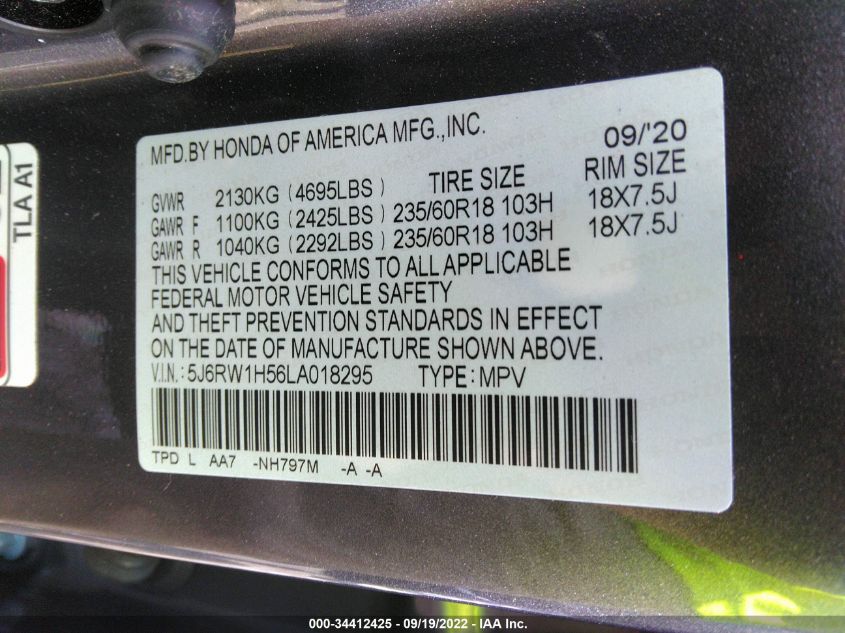 MFD.BY HONDA OF AMERICA MFG.,INC. 09/'20
GVWR 2130KG (4695LBS) TIRE SIZE RIM SIZE
GAWR F 1100KG (2425LBS) 235/60R18 103H 18X7.5J
GAWR R 1040KG (2292LBS) 235/60R18 103H 18X7.5J
THIS VEHICLE CONFORMS TO ALL APPLICABLE
FEDERAL MOTOR VEHICLE SAFETY
AND THEFT PREVENTION STANDARDS IN EFFECT
ON THE DATE OF MANUFACTURE SHOWN ABOVE.
V.I.N.: 5J6RW1H56LA018295 TYPE: MPV
TPD L AA7 -NH797M -A -A
TLA A1
000-34412425 - 09/19/2022 - IAA Inc.